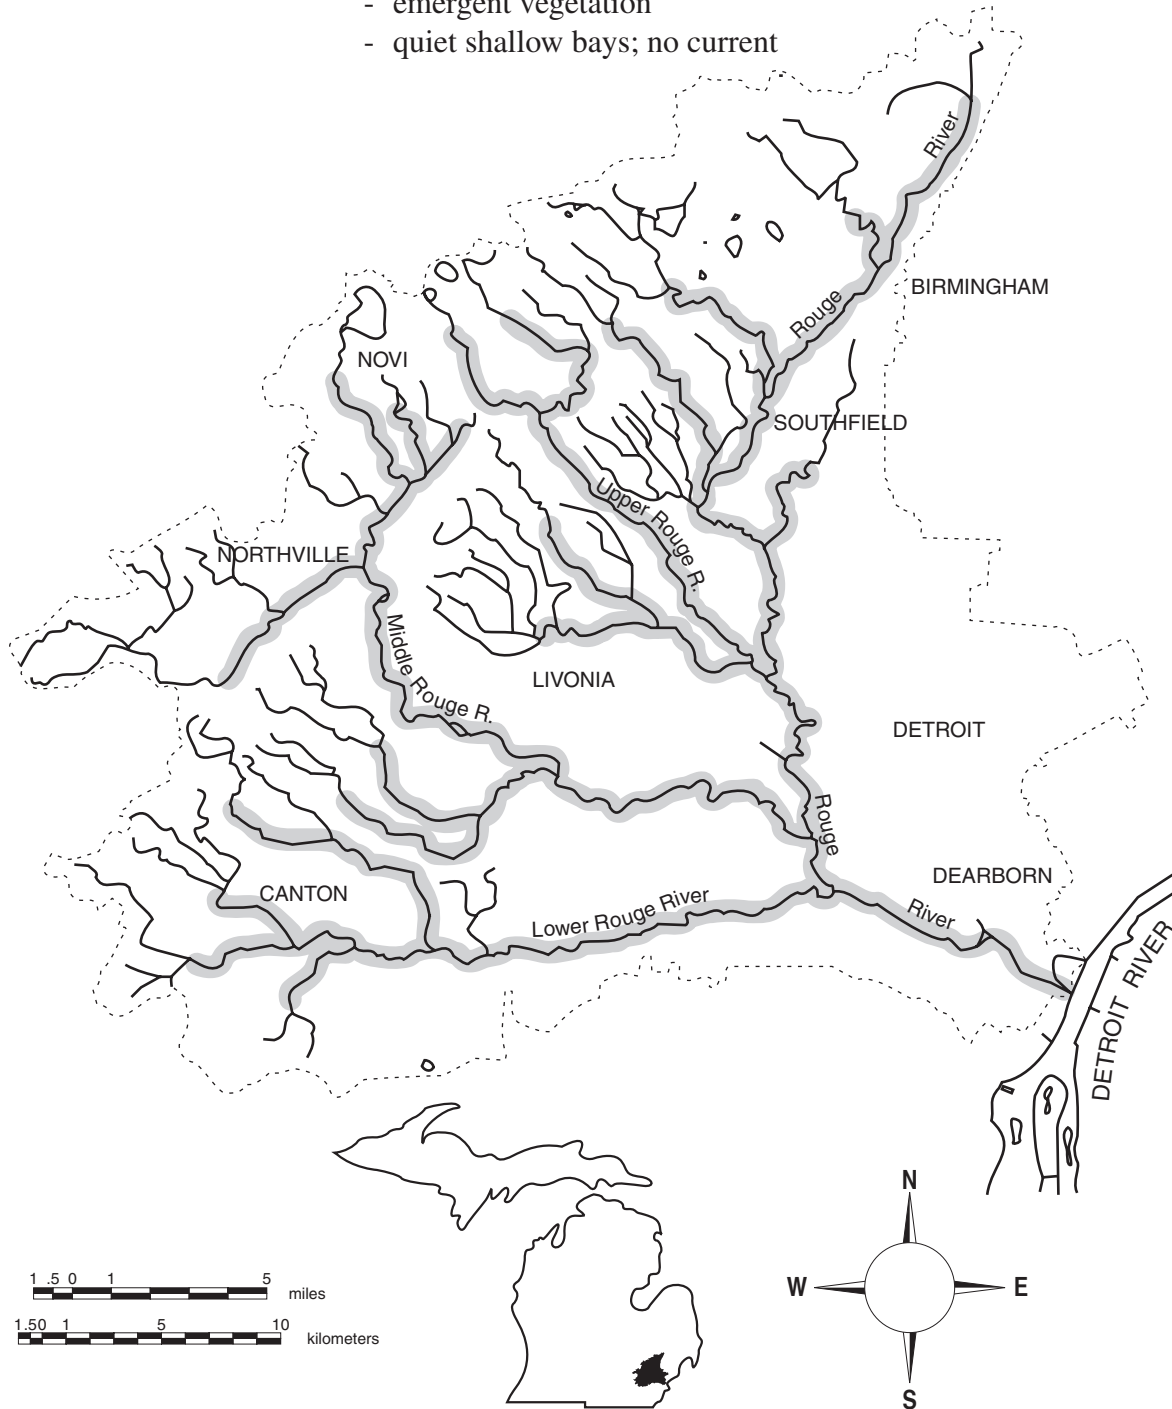 - emergent vegetation
- quiet shallow bays; no current
River
BIRMINGHAM
Rouge
NOVI
SOUTHFIELD
Upper Rouge R.
NORTHVILLE
Middle Rouge R.
LIVONIA
DETROIT
Rouge
DEARBORN
CANTON
Lower Rouge River
River
DETROIT RIVER
N
W E
S
1 .5 0 1 5
miles
1.50 1 5 10
kilometers